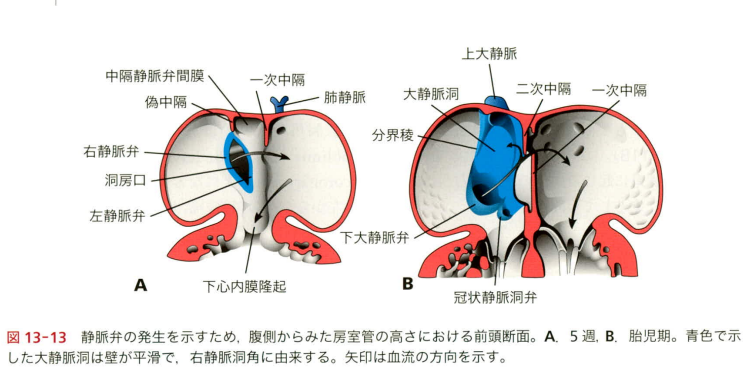 中隔静脈弁間膜
偽中隔
一次中隔
肺静脈
右静脈弁
洞房口
左静脈弁
下心内膜隆起
A
上大静脈
大静脈洞
二次中隔
一次中隔
分界稜
下大静脈弁
冠状静脈洞弁
B
図 13-13 静脈弁の発生を示すため，腹側からみた房室管の高さにおける前頭断面。A．5週，B．胎児期。青色で示
した大静脈洞は壁が平滑で，右静脈洞角に由来する。矢印は血流の方向を示す。